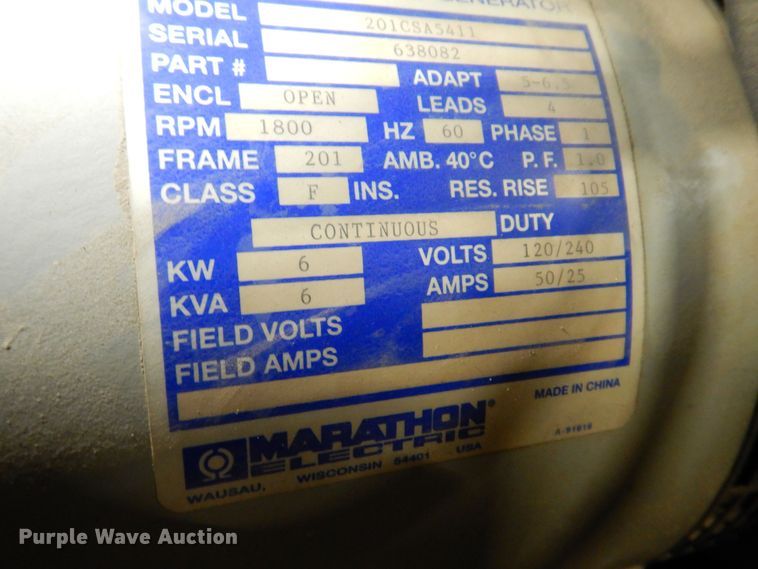 GENERATOR
MODEL 201CSA5411
SERIAL 638082
PART # ADAPT 5-6.5
ENCL OPEN LEADS 4
RPM 1800 HZ 60 PHASE 1
FRAME 201 AMB. 40°C P. F. 1.0
CLASS F INS. RES. RISE 105
CONTINUOUS DUTY
KW 6 VOLTS 120/240
KVA 6 AMPS 50/25
FIELD VOLTS
FIELD AMPS
MADE IN CHINA
MARATHON®
ELECTRIC
WAUSAU, WISCONSIN 54401 USA
A-91616
Purple Wave Auction